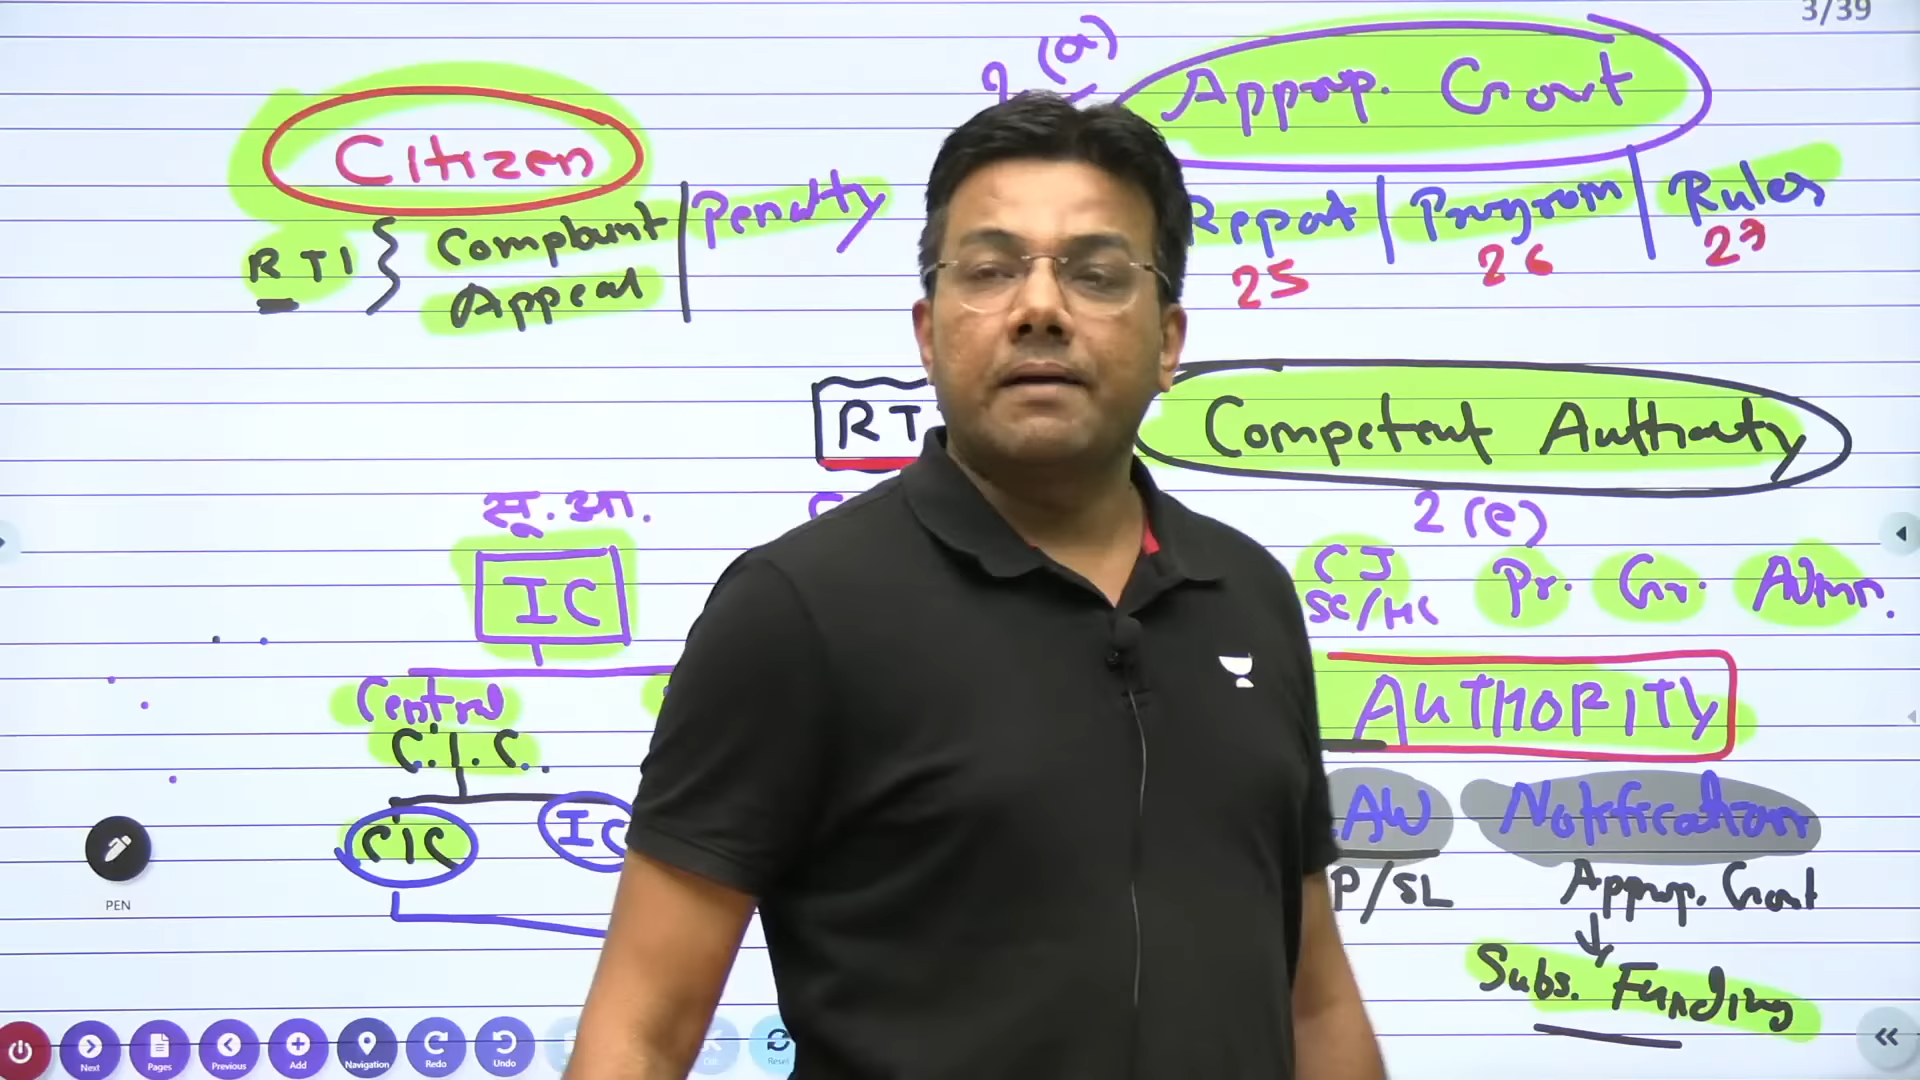 3/39
2 (a)
Approp. Govt
Citizen
RTI } Complaint | Penalty
Appeal
Report | Program | Rules
25 26 27
RT
Competent Authority
2 (e)
सू. आ.
IC
CJ
SC/HC Pr. Gr. Admn.
Central
C.I.C.
AUTHORITY
CIC IC
LAW Notification
P/SL Approp. Govt
↓
Subs. Funding
PEN
Next Pages Previous Add Navigation Redo Undo Reset